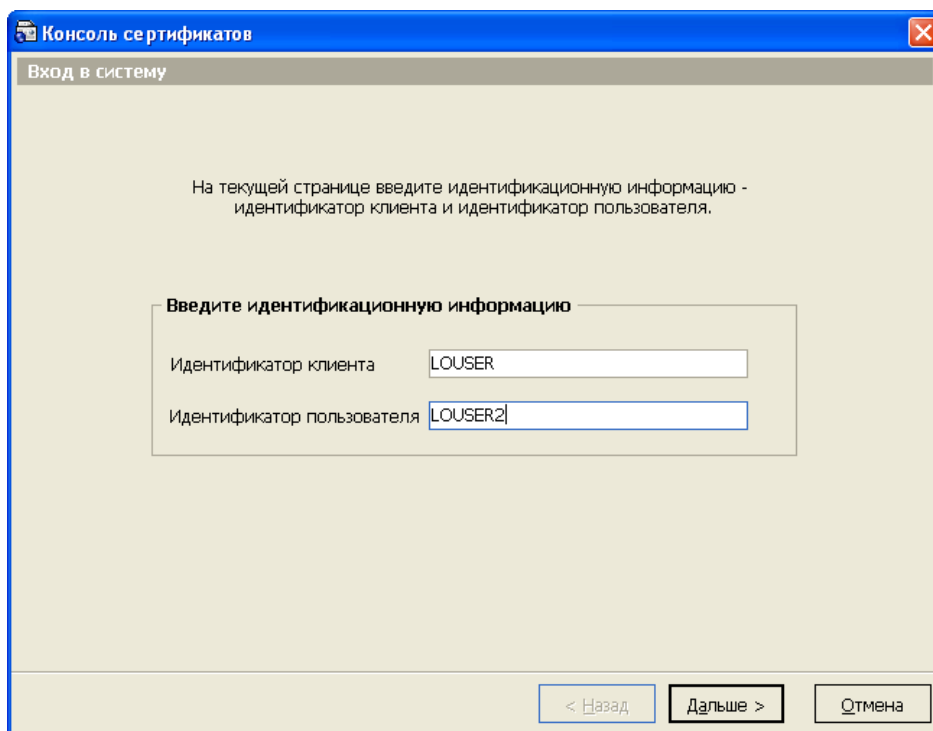 Консоль сертификатов
Вход в систему
На текущей странице введите идентификационную информацию -
идентификатор клиента и идентификатор пользователя.
Введите идентификационную информацию
Идентификатор клиента LOUSER
Идентификатор пользователя LOUSER2
< Назад Дальше > Отмена